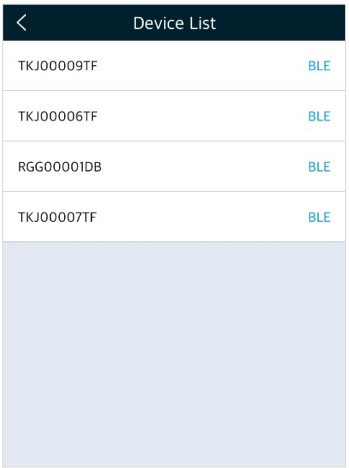 Device List
TKJ00009TF BLE
TKJ00006TF BLE
RGG00001DB BLE
TKJ00007TF BLE